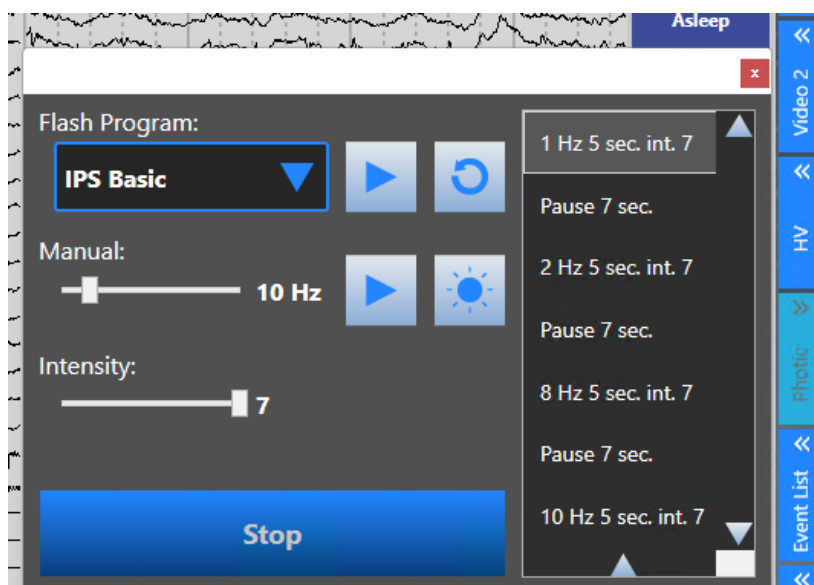 Asleep
Flash Program:
IPS Basic
Manual:
10 Hz
Intensity:
7
Stop
x
1 Hz 5 sec. int. 7
Pause 7 sec.
2 Hz 5 sec. int. 7
Pause 7 sec.
8 Hz 5 sec. int. 7
Pause 7 sec.
10 Hz 5 sec. int. 7
Video 2
HV
Photic
Event List